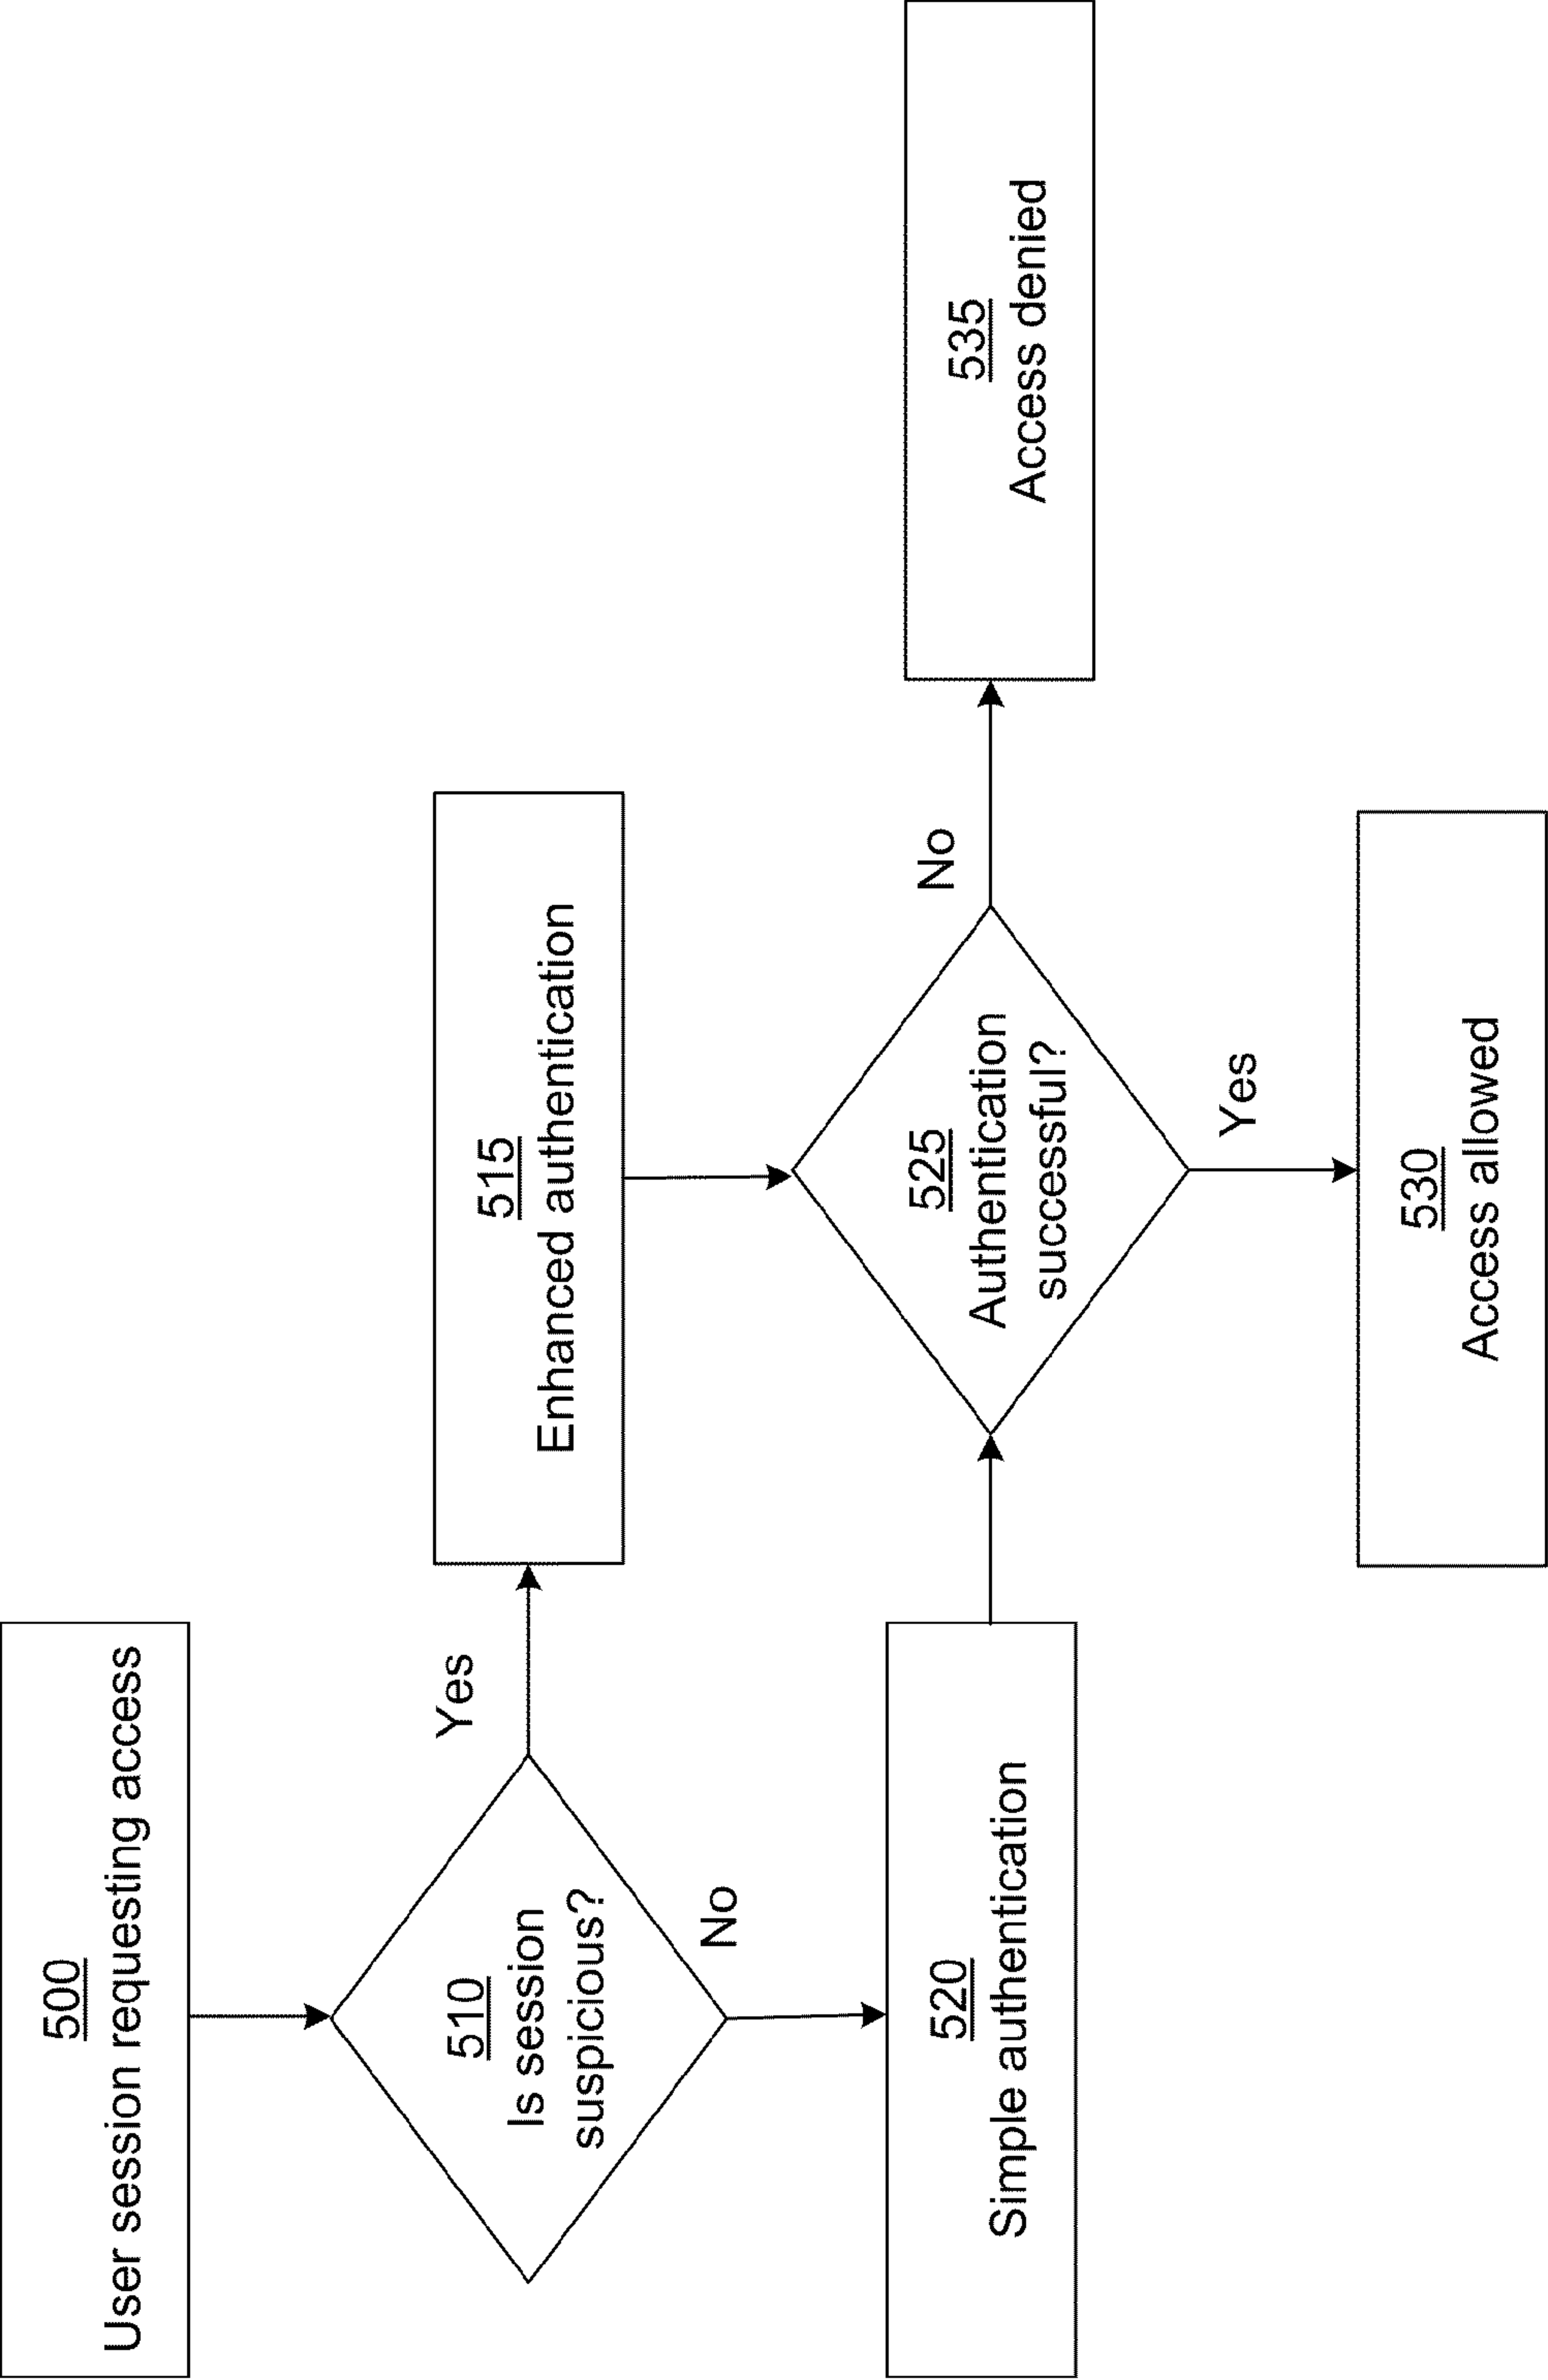 500
User session requesting access
510
Is session
suspicious?
Yes
No
515
Enhanced authentication
520
Simple authentication
525
Authentication
successful?
No
Yes
535
Access denied
530
Access allowed